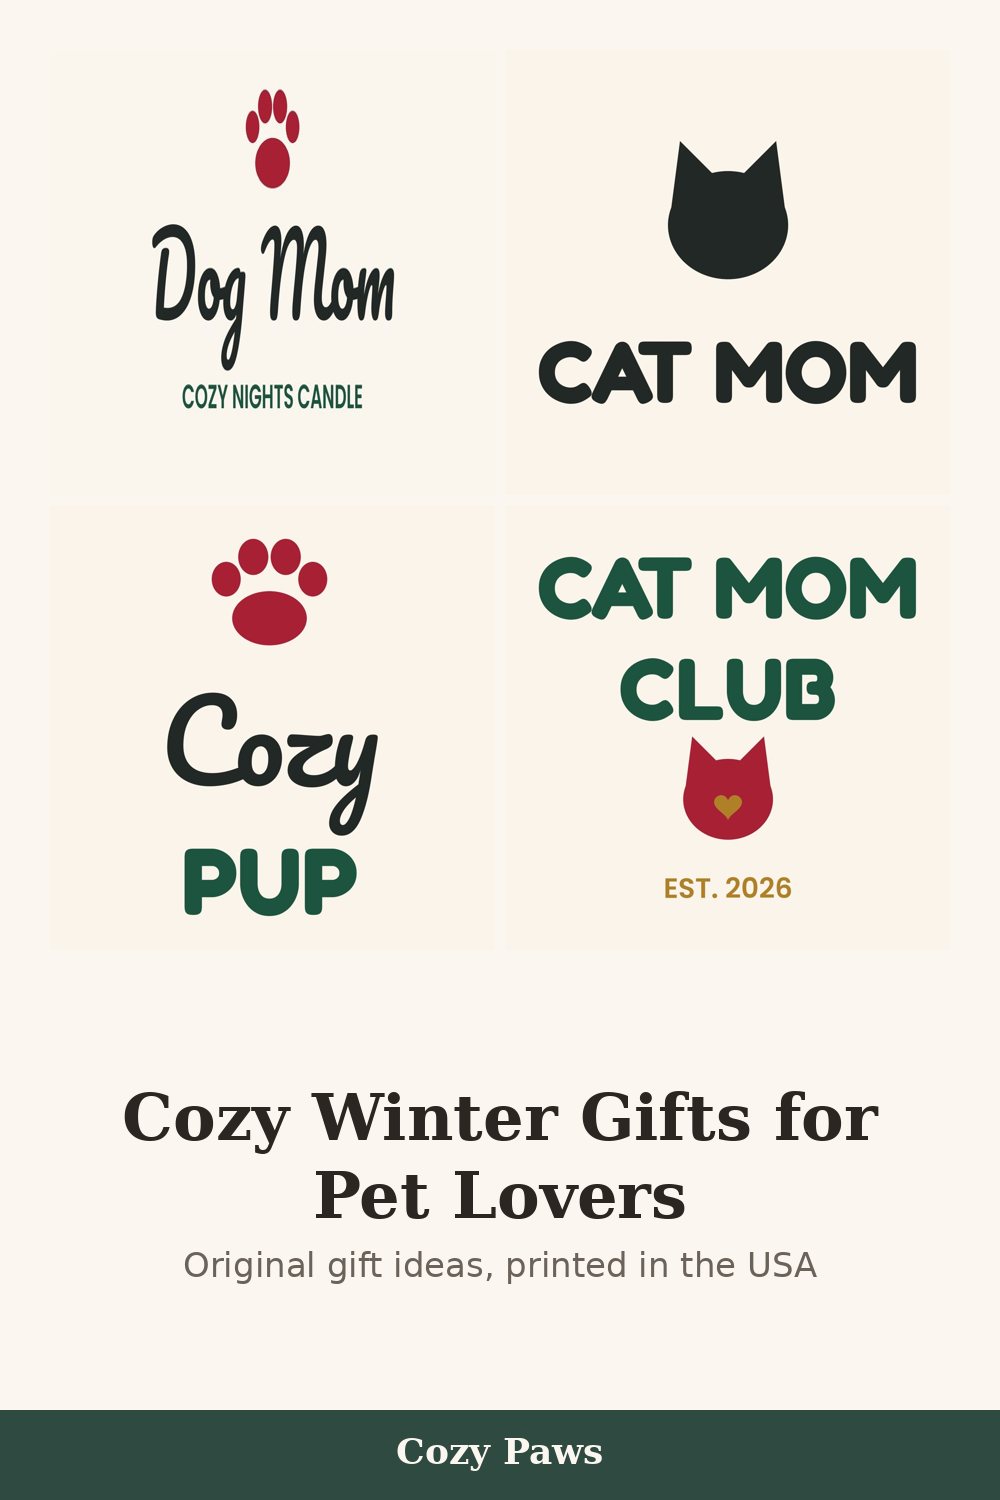 Dog Mom
COZY NIGHTS CANDLE
CAT MOM
Cozy
PUP
CAT MOM
CLUB
EST. 2026
Cozy Winter Gifts for
Pet Lovers
Original gift ideas, printed in the USA
Cozy Paws